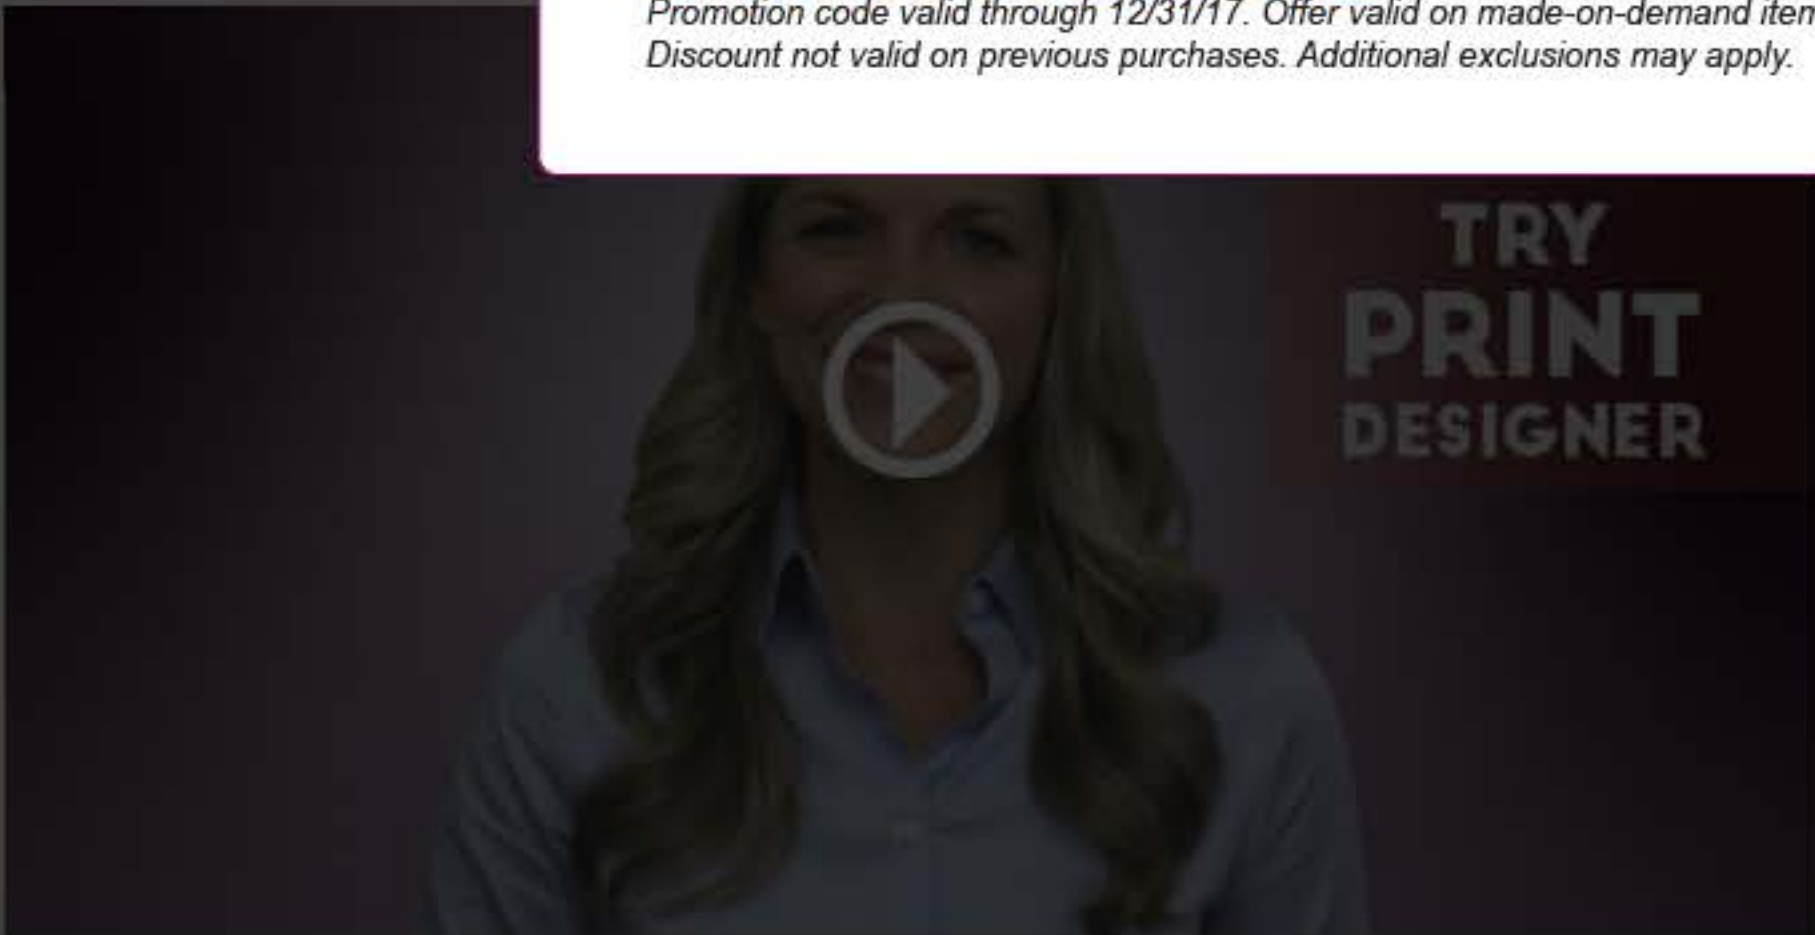 Promotion code valid through 12/31/17. Offer valid on made-on-demand
Discount not valid on previous purchases. Additional exclusions may apply.
TRY
PRINT
DESIGNER